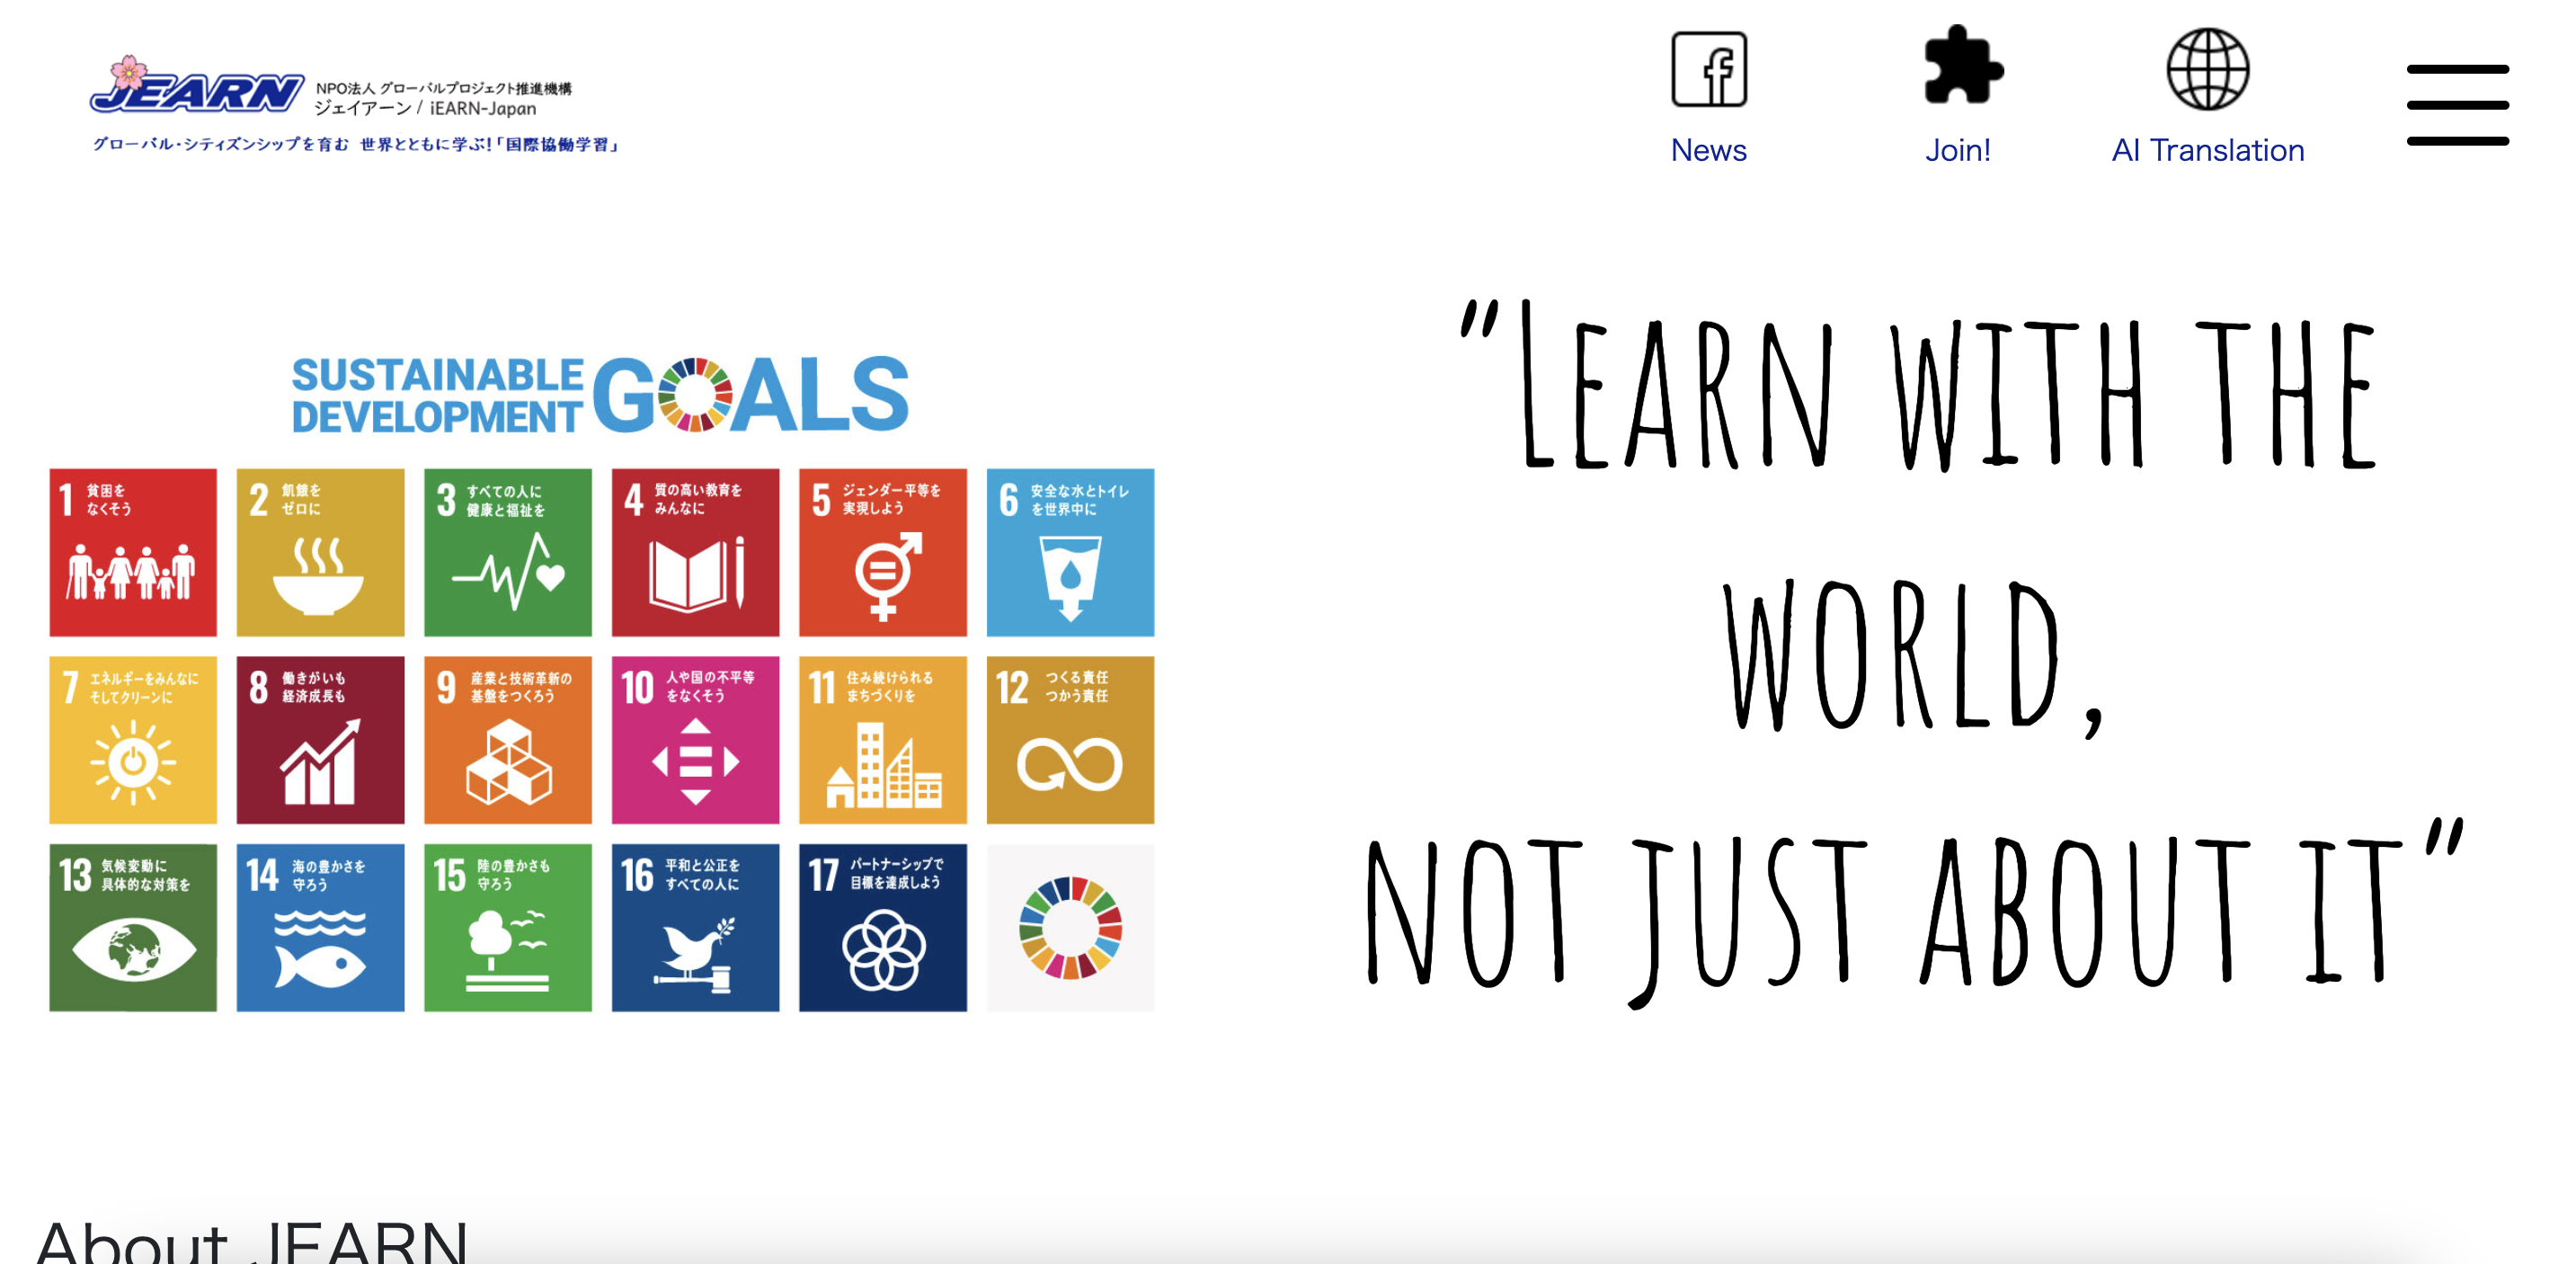 JEARN
NPO法人 グローバルプロジェクト推進機構
ジェイアーン / iEARN-Japan
グローバル・シティズンシップを育む 世界とともに学ぶ!「国際協働学習」
News
Join!
AI Translation
SUSTAINABLE
DEVELOPMENT
GOALS
1 貧困を
なくそう
2 飢餓を
ゼロに
3 すべての人に
健康と福祉を
4 質の高い教育を
みんなに
5 ジェンダー平等を
実現しよう
6 安全な水とトイレ
を世界中に
7 エネルギーをみんなに
そしてクリーンに
8 働きがいも
経済成長も
9 産業と技術革新の
基盤をつくろう
10 人や国の不平等
をなくそう
11 住み続けられる
まちづくりを
12 つくる責任
つかう責任
13 気候変動に
具体的な対策を
14 海の豊かさを
守ろう
15 陸の豊かさも
守ろう
16 平和と公正を
すべての人に
17 パートナーシップで
目標を達成しよう
"LEARN WITH THE
WORLD,
NOT JUST ABOUT IT"
About JEARN